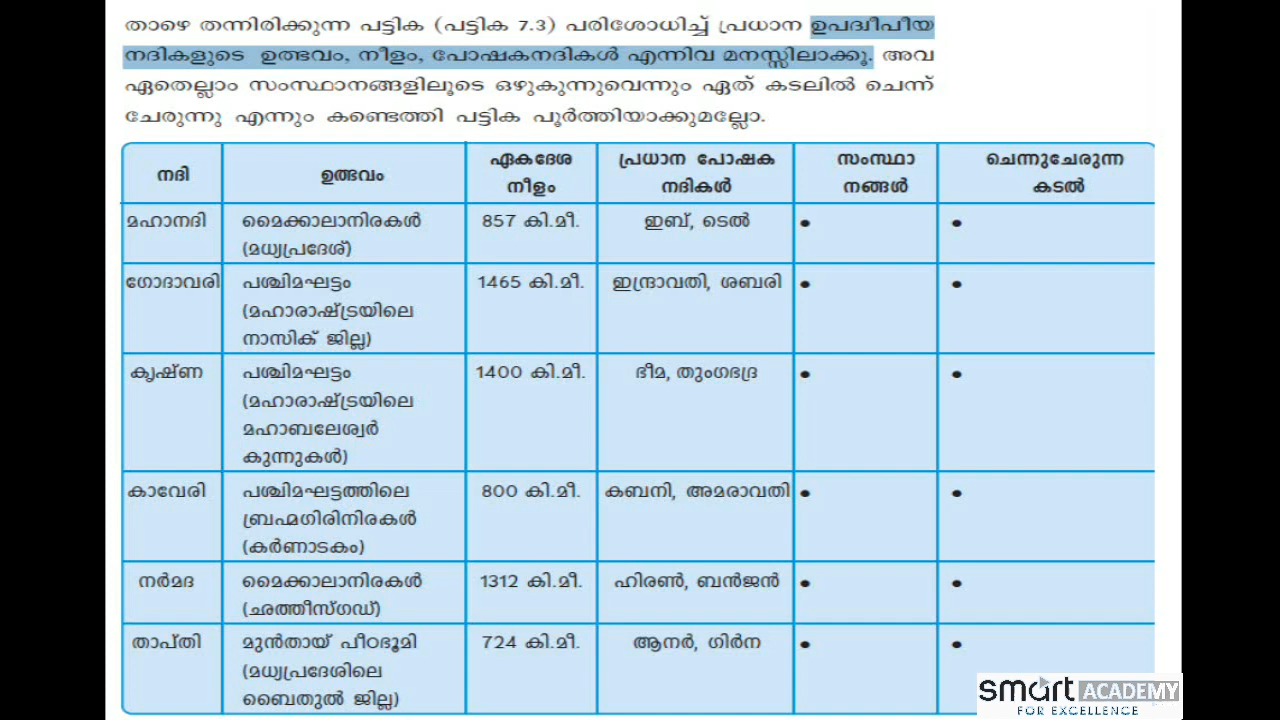 താഴെ തന്നിരിക്കുന്ന പട്ടിക (പട്ടിക 7.3) പരിശോധിച്ച് പ്രധാന ഉപദ്വീപീയ
നദികളുടെ ഉത്ഭവം, നീളം, പോഷകനദികൾ എന്നിവ മനസ്സിലാക്കൂ. അവ
ഏതെല്ലാം സംസ്ഥാനങ്ങളിലൂടെ ഒഴുകുന്നുവെന്നും ഏത് കടലിൽ ചെന്ന്
ചേരുന്നു എന്നും കണ്ടെത്തി പട്ടിക പൂർത്തിയാക്കുമല്ലോ.
നദി ഉത്ഭവം ഏകദേശ നീളം പ്രധാന പോഷക നദികൾ സംസ്ഥാ നങ്ങൾ ചെന്നുചേരുന്ന കടൽ
മഹാനദി മൈക്കാലാനിരകൾ 857 കി.മീ. ഇബ്, ടെൽ • •
(മധ്യപ്രദേശ്)
ഗോദാവരി പശ്ചിമഘട്ടം 1465 കി.മീ. ഇന്ദ്രാവതി, ശബരി • •
(മഹാരാഷ്ട്രയിലെ
നാസിക് ജില്ല)
കൃഷ്ണ പശ്ചിമഘട്ടം 1400 കി.മീ. ഭീമ, തുംഗഭദ്ര • •
(മഹാരാഷ്ട്രയിലെ
മഹാബലേശ്വർ
കുന്നുകൾ)
കാവേരി പശ്ചിമഘട്ടത്തിലെ 800 കി.മീ. കബനി, അമരാവതി • •
ബ്രഹ്മഗിരിനിരകൾ
(കർണാടകം)
നർമദ മൈക്കാലാനിരകൾ 1312 കി.മീ. ഹിരൺ, ബൻജൻ • •
(ഛത്തീസ്ഗഡ്)
താപ്തി മുൻതായ് പീഠഭൂമി 724 കി.മീ. ആനർ, ഗിർന • •
(മധ്യപ്രദേശിലെ
ബൈതുൽ ജില്ല)
smart ACADEMY
FOR EXCELLENCE